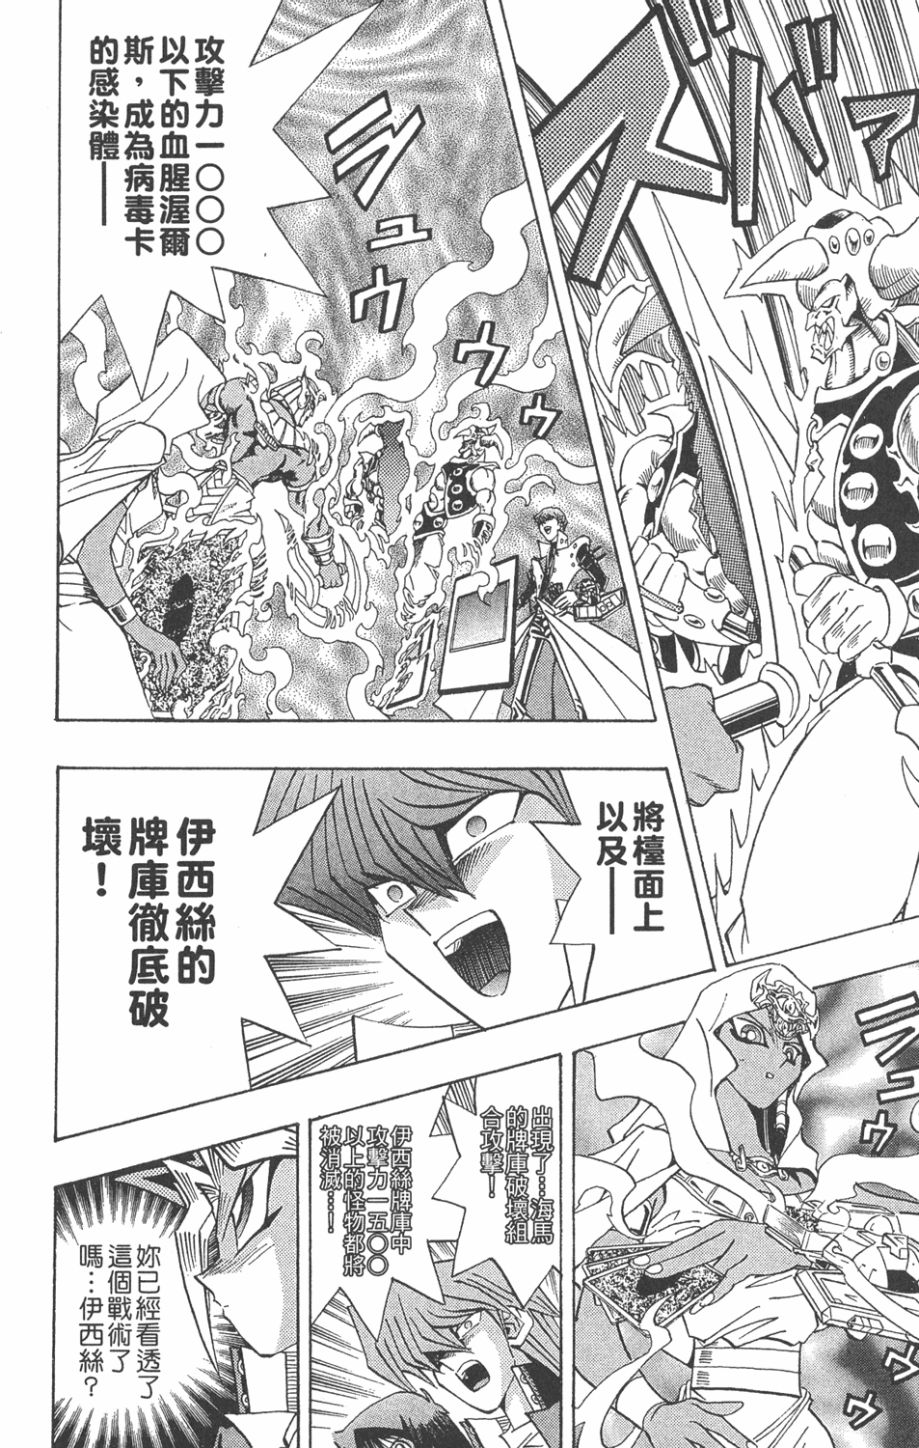 ズバァ
攻擊力一〇〇〇
以下的血腥渥爾
斯，成為病毒卡
的感染體——
ラュウウウ
將檯面上
以及——
伊西絲的
牌庫徹底破
壞！
ラュウ
出現了…海馬
的牌庫破壞組
合攻擊！
伊西絲牌庫中
攻擊力一五〇〇
以上的怪物都將
被消滅…！
妳已經看透了
這個戰術了
嗎…伊西絲？